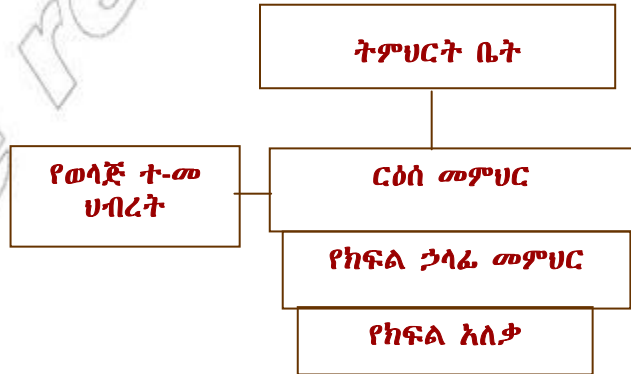 ትምህርት ቤት
የወላጅ ተ-መ
ህብረት
ርዕሰ መምህር
የክፍል ኃላፊ መምህር
የክፍል አለቃ